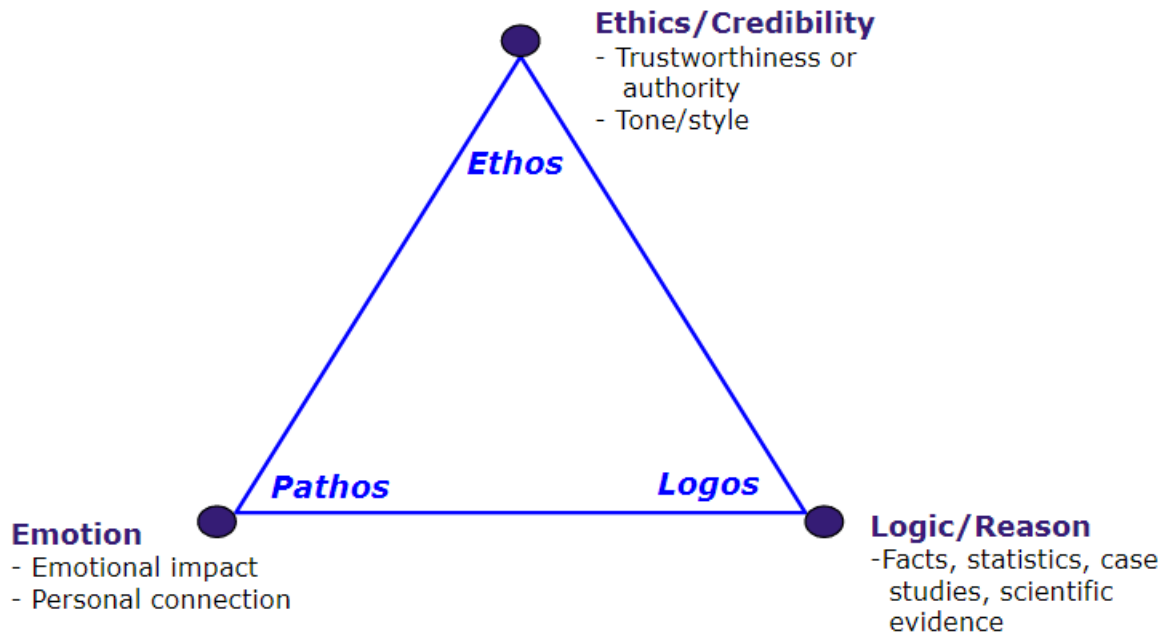 Ethics/Credibility
- Trustworthiness or
authority
- Tone/style
Ethos
Pathos
Logos
Emotion
- Emotional impact
- Personal connection
Logic/Reason
-Facts, statistics, case
studies, scientific
evidence